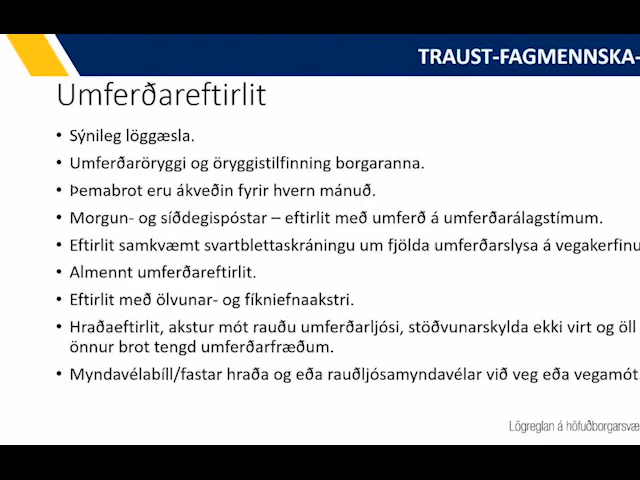 TRAUST-FAGMENNSKA-
Umferðareftirlit
• Sýnileg löggæsla.
• Umferðaröryggi og öryggistilfinning borgaranna.
• Þemabrot eru ákveðin fyrir hvern mánuð.
• Morgun- og síðdegispóstar – eftirlit með umferð á umferðarálagstímum.
• Eftirlit samkvæmt svartblettaskráningu um fjölda umferðarslysa á vegakerfinu
• Almennt umferðareftirlit.
• Eftirlit með ölvunar- og fíkniefnaakstri.
• Hraðaeftirlit, akstur mót rauðu umferðarljósi, stöðvunarskylda ekki virt og öll
önnur brot tengd umferðarfræðum.
• Myndavélabíll/fastar hraða og eða rauðljósamyndavélar við veg eða vegamót
Lögreglan á höfuðborgarsvæ